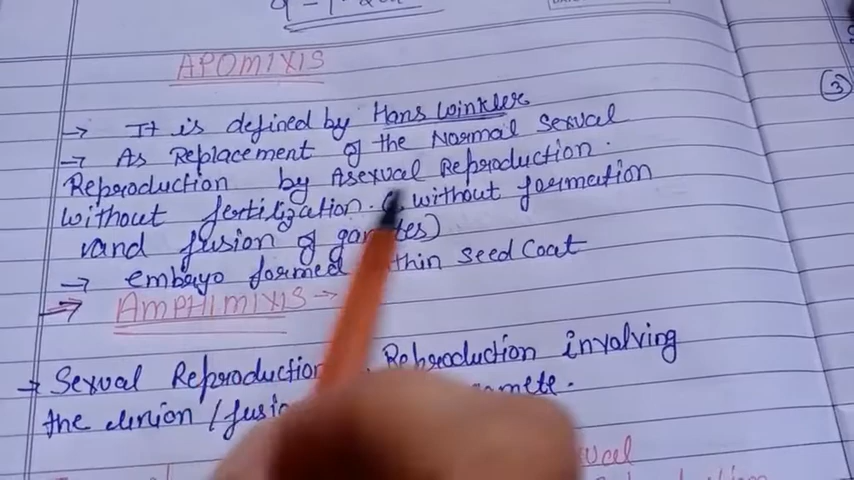 APOMIXIS
3
→ It is defined by Hans Winkler
→ As Replacement of the Normal Sexual
Reproduction by Asexual Reproduction.
without fertilization. (without formation
and fusion of gametes)
→ embryo formed within seed coat
⇒ AMPHIMIXIS →
→ Sexual Reproduction Reproduction involving
the union / fusion gamete.